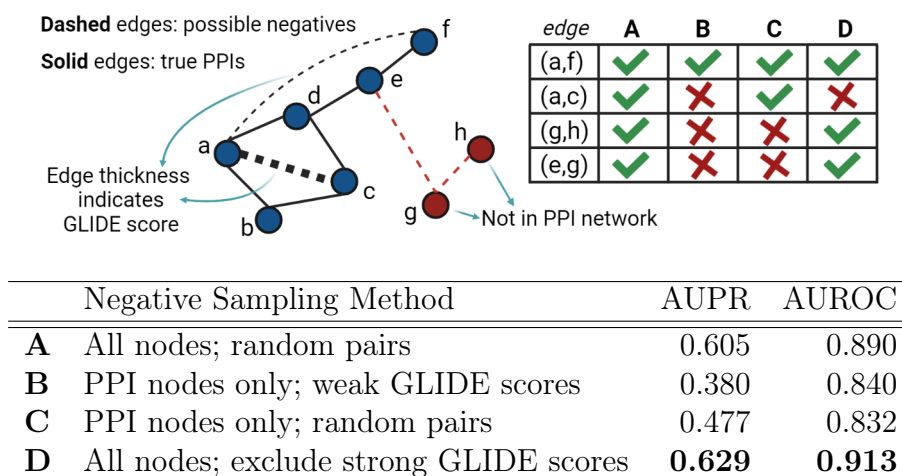 Dashed edges: possible negatives
Solid edges: true PPIs
f
e
d
a
c
b
h
g
Edge thickness
indicates
GLIDE score
Not in PPI network
edge A B C D
(a,f) ✓ ✓ ✓ ✓
(a,c) ✓ ✗ ✓ ✗
(g,h) ✓ ✗ ✗ ✓
(e,g) ✓ ✗ ✗ ✓
Negative Sampling Method AUPR AUROC
A All nodes; random pairs 0.605 0.890
B PPI nodes only; weak GLIDE scores 0.380 0.840
C PPI nodes only; random pairs 0.477 0.832
D All nodes; exclude strong GLIDE scores 0.629 0.913